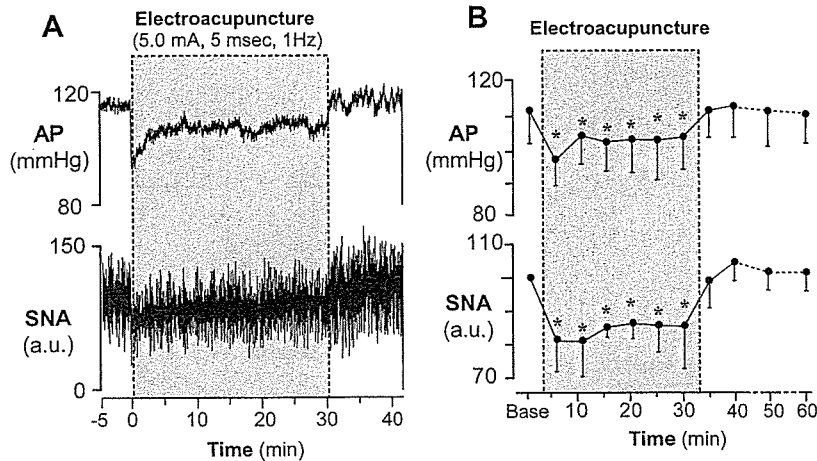 A
Electroacupuncture
(5.0 mA, 5 msec, 1Hz)
120
AP
(mmHg)
80
150
SNA
(a.u.)
0
-5 0 10 20 30 40
Time (min)
B
Electroacupuncture
120
AP
(mmHg)
80
* * * * * *
110
SNA
(a.u.)
70
* * * * * *
Base 10 20 30 40 50 60
Time (min)